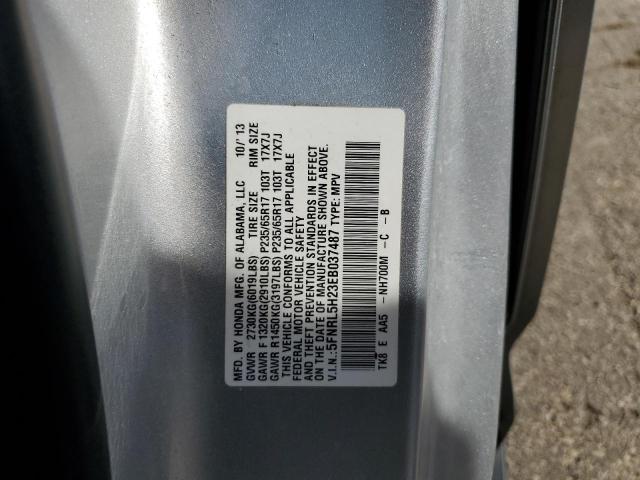 MFD. BY HONDA MFG. OF ALABAMA, LLC 10/'13
GVWR 2730KG(6019LBS) TIRE SIZE RIM SIZE
GAWR F 1320KG(2910LBS) P235/65R17 103T 17X7J
GAWR R1450KG(3197LBS) P235/65R17 103T 17X7J
THIS VEHICLE CONFORMS TO ALL APPLICABLE
FEDERAL MOTOR VEHICLE SAFETY
AND THEFT PREVENTION STANDARDS IN EFFECT
ON THE DATE OF MANUFACTURE SHOWN ABOVE.
V.I.N.:5FNRL5H23EB037487 TYPE: MPV
TK8 E AA5 -NH700M -C -B